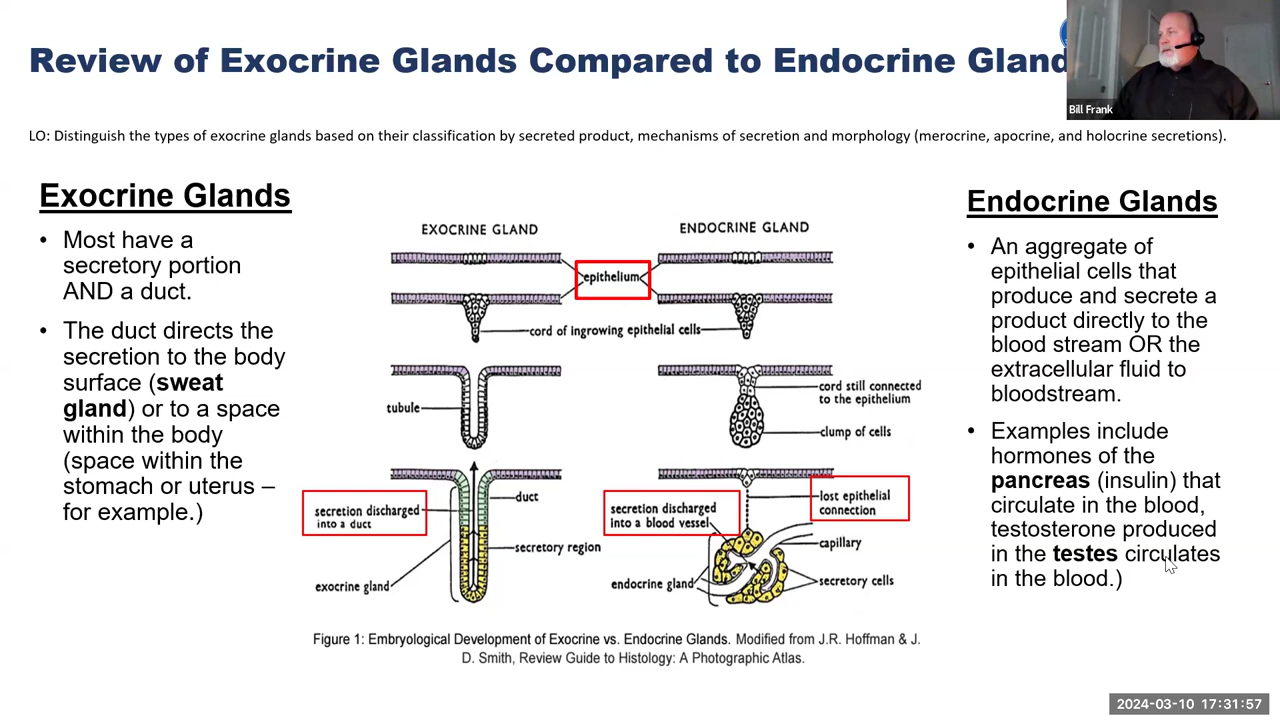 Review of Exocrine Glands Compared to Endocrine Gland
Bill Frank
LO: Distinguish the types of exocrine glands based on their classification by secreted product, mechanisms of secretion and morphology (merocrine, apocrine, and holocrine secretions).
Exocrine Glands
• Most have a
secretory portion
AND a duct.
• The duct directs the
secretion to the body
surface (sweat
gland) or to a space
within the body
(space within the
stomach or uterus –
for example.)
EXOCRINE GLAND
ENDOCRINE GLAND
epithelium
cord of ingrowing epithelial cells
tubule
cord still connected
to the epithelium
clump of cells
secretion discharged
into a duct
duct
secretory region
exocrine gland
secretion discharged
into a blood vessel
lost epithelial
connection
capillary
endocrine gland
secretory cells
Figure 1: Embryological Development of Exocrine vs. Endocrine Glands. Modified from J.R. Hoffman & J.
D. Smith, Review Guide to Histology: A Photographic Atlas.
Endocrine Glands
• An aggregate of
epithelial cells that
produce and secrete a
product directly to the
blood stream OR the
extracellular fluid to
bloodstream.
• Examples include
hormones of the
pancreas (insulin) that
circulate in the blood,
testosterone produced
in the testes circulates
in the blood.)
2024-03-10 17:31:57